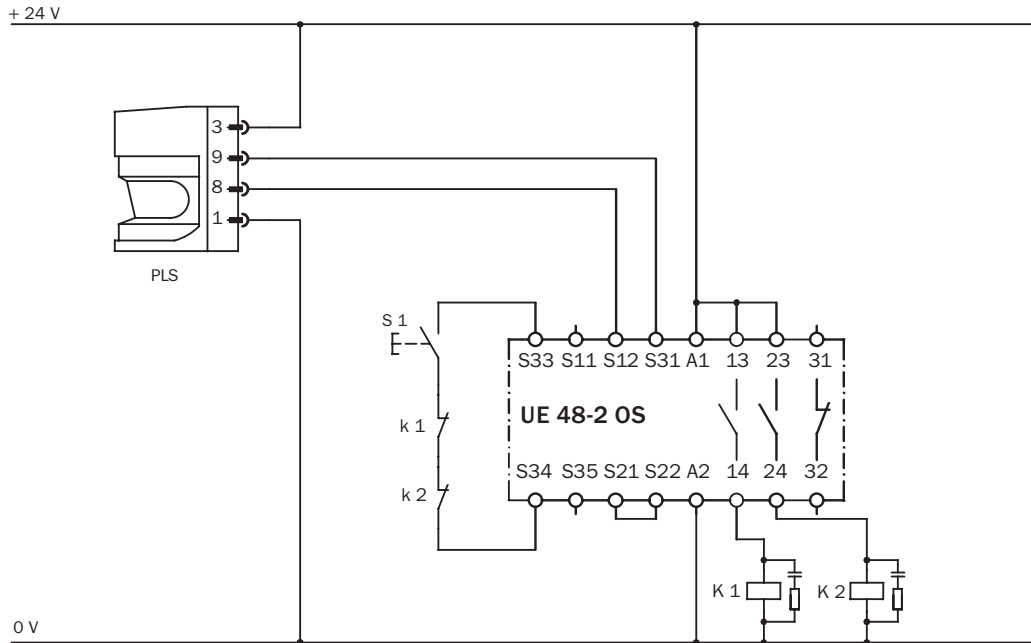 + 24 V
3
9
8
1
PLS
S 1
S33 S11 S12 S31 A1 13 23 31
UE 48-2 OS
k 1
k 2
S34 S35 S21 S22 A2 14 24 32
K 1
K 2
0 V